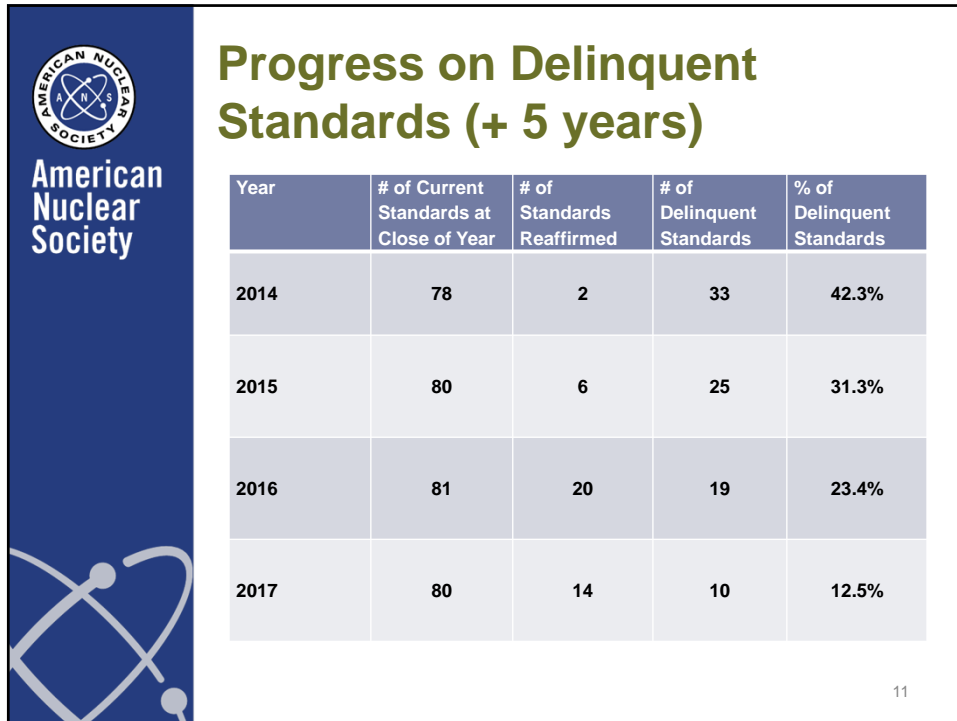 AMERICAN NUCLEAR
SOCIETY
A N S
American
Nuclear
Society
Progress on Delinquent
Standards (+ 5 years)
Year # of Current # of # of % of
Standards at Standards Delinquent Delinquent
Close of Year Reaffirmed Standards Standards
2014 78 2 33 42.3%
2015 80 6 25 31.3%
2016 81 20 19 23.4%
2017 80 14 10 12.5%
11